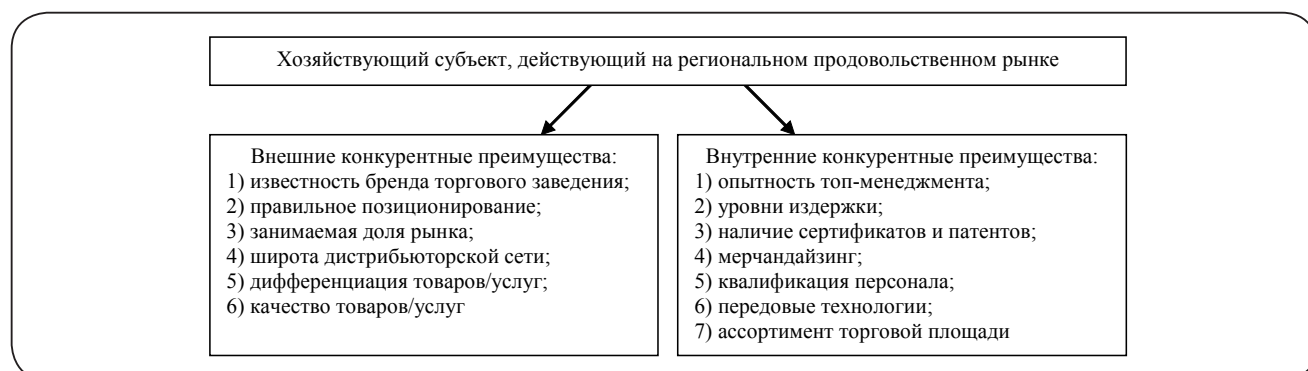 Хозяйствующий субъект, действующий на региональном продовольственном рынке
Внешние конкурентные преимущества:
1) известность бренда торгового заведения;
2) правильное позиционирование;
3) занимаемая доля рынка;
4) широта дистрибьюторской сети;
5) дифференциация товаров/услуг;
6) качество товаров/услуг
Внутренние конкурентные преимущества:
1) опытность топ-менеджмента;
2) уровни издержки;
3) наличие сертификатов и патентов;
4) мерчандайзинг;
5) квалификация персонала;
6) передовые технологии;
7) ассортимент торговой площади